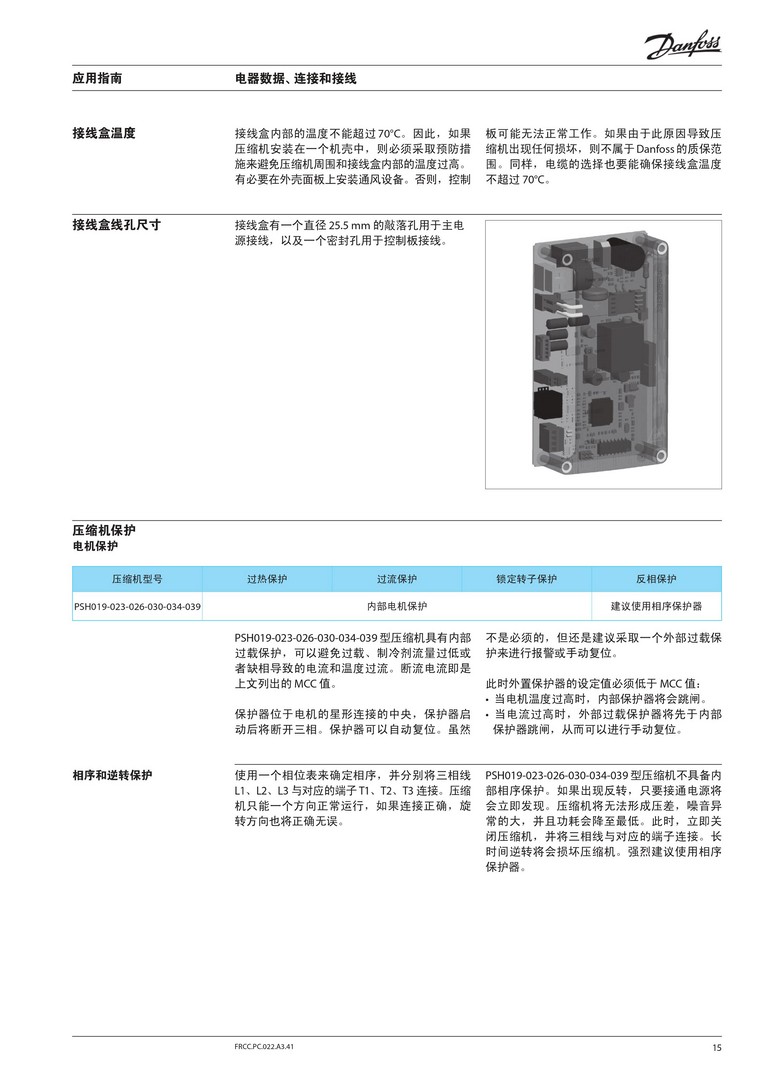 Danfoss
应用指南
电器数据、连接和接线
接线盒温度
接线盒内部的温度不能超过 70°C。因此，如果
压缩机安装在一个机壳中，则必须采取预防措
施来避免压缩机周围和接线盒内部的温度过高。
有必要在外壳面板上安装通风设备。否则，控制
板可能无法正常工作。如果由于此原因导致压
缩机出现任何损坏，则不属于 Danfoss 的质保范
围。同样，电缆的选择也要能确保接线盒温度
不超过 70°C。
接线盒线孔尺寸
接线盒有一个直径 25.5 mm 的敲落孔用于主电
源接线，以及一个密封孔用于控制板接线。
压缩机保护
电机保护
压缩机型号 过热保护 过流保护 锁定转子保护 反相保护
PSH019-023-026-030-034-039 内部电机保护 建议使用相序保护器
PSH019-023-026-030-034-039 型压缩机具有内部
过载保护，可以避免过载、制冷剂流量过低或
者缺相导致的电流和温度过流。断流电流即是
上文列出的 MCC 值。
保护器位于电机的星形连接的中央，保护器启
动后将断开三相。保护器可以自动复位。虽然
不是必须的，但还是建议采取一个外部过载保
护来进行报警或手动复位。
此时外置保护器的设定值必须低于 MCC 值：
• 当电机温度过高时，内部保护器将会跳闸。
• 当电流过高时，外部过载保护器将先于内部
保护器跳闸，从而可以进行手动复位。
相序和逆转保护
使用一个相位表来确定相序，并分别将三相线
L1、L2、L3 与对应的端子 T1、T2、T3 连接。压缩
机只能一个方向正常运行，如果连接正确，旋
转方向也将正确无误。
PSH019-023-026-030-034-039 型压缩机不具备内
部相序保护。如果出现反转，只要接通电源将
会立即发现。压缩机将无法形成压差，噪音异
常的大，并且功耗会降至最低。此时，立即关
闭压缩机，并将三相线与对应的端子连接。长
时间逆转将会损坏压缩机。强烈建议使用相序
保护器。
FRCC.PC.022.A3.41
15